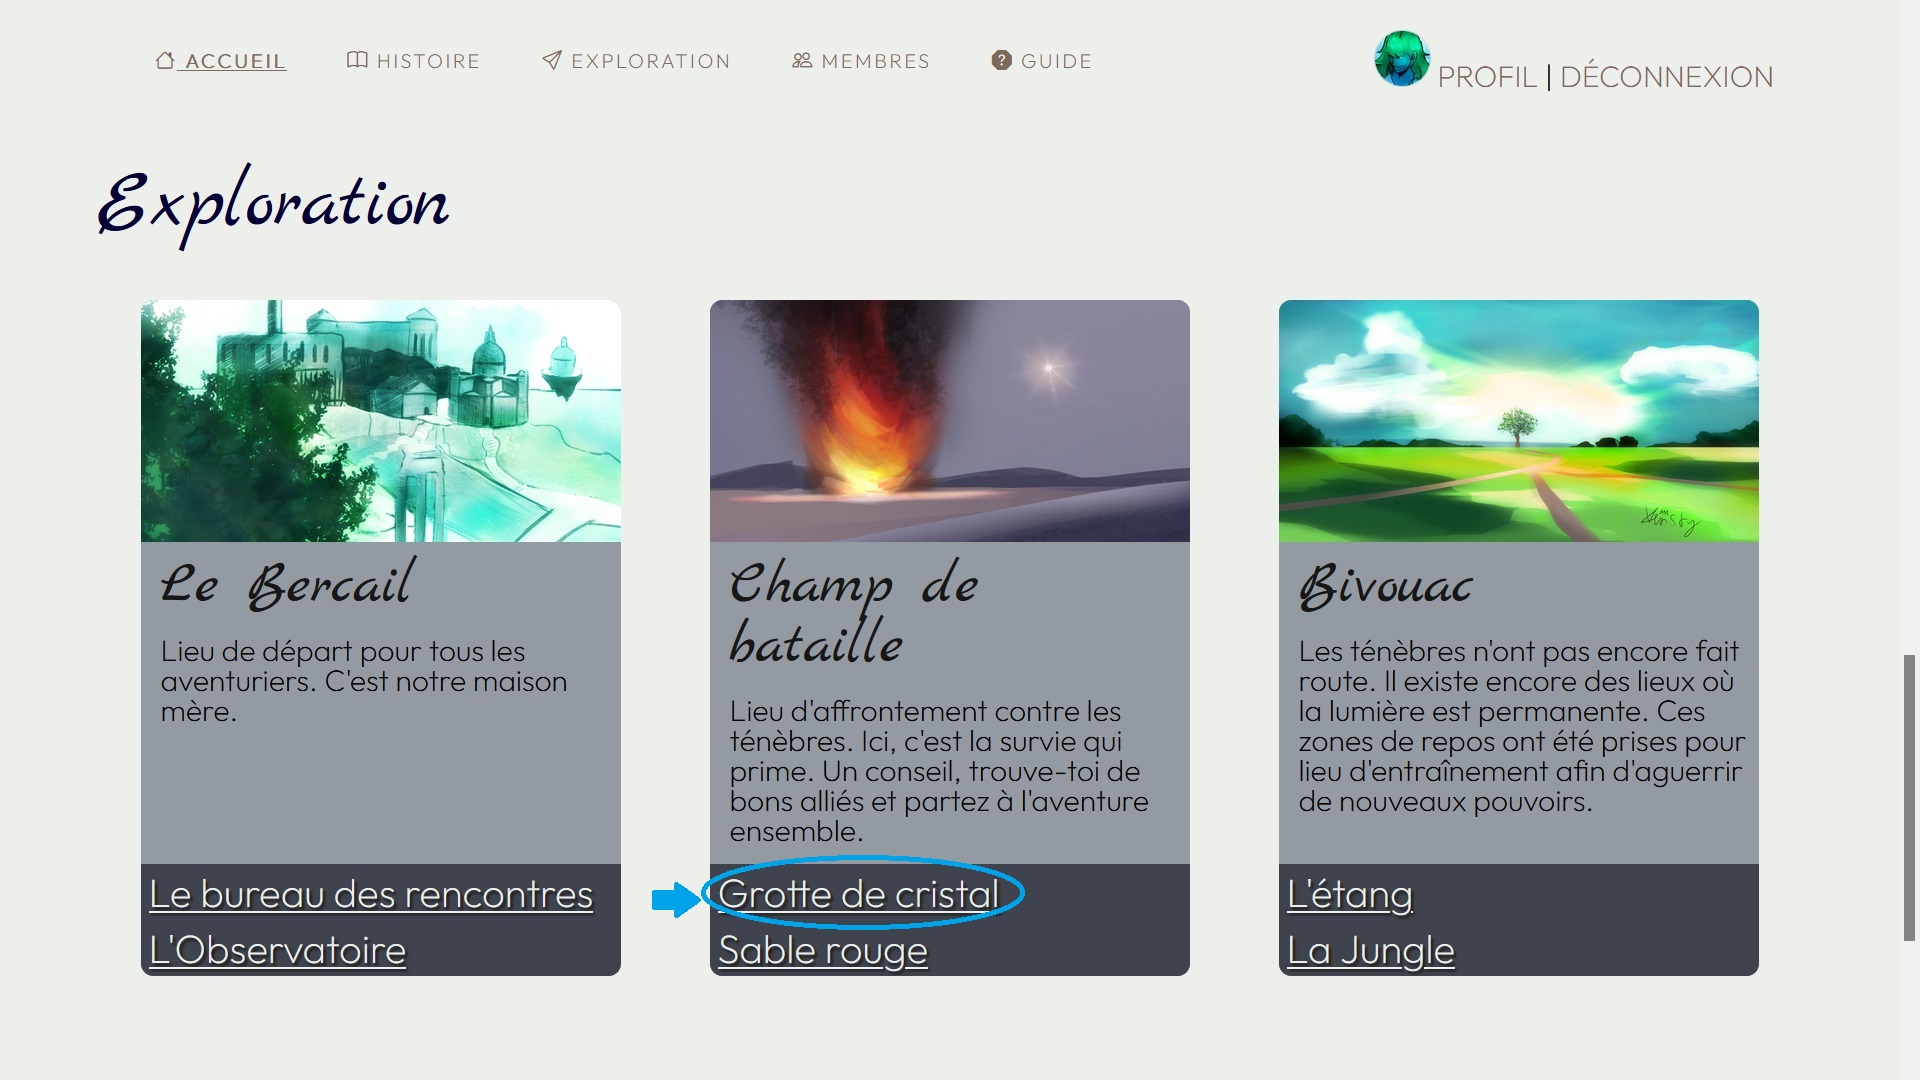 ACCUEIL
HISTOIRE
EXPLORATION
MEMBRES
GUIDE
PROFIL | DÉCONNEXION
Exploration
Le Bercail
Lieu de départ pour tous les
aventuriers. C'est notre maison
mère.
Le bureau des rencontres
L'Observatoire
Champ de
bataille
Lieu d'affrontement contre les
ténèbres. Ici, c'est la survie qui
prime. Un conseil, trouve-toi de
bons alliés et partez à l'aventure
ensemble.
Grotte de cristal
Sable rouge
Bivouac
Les ténèbres n'ont pas encore fait
route. Il existe encore des lieux où
la lumière est permanente. Ces
zones de repos ont été prises pour
lieu d'entraînement afin d'aguerrir
de nouveaux pouvoirs.
L'étang
La Jungle